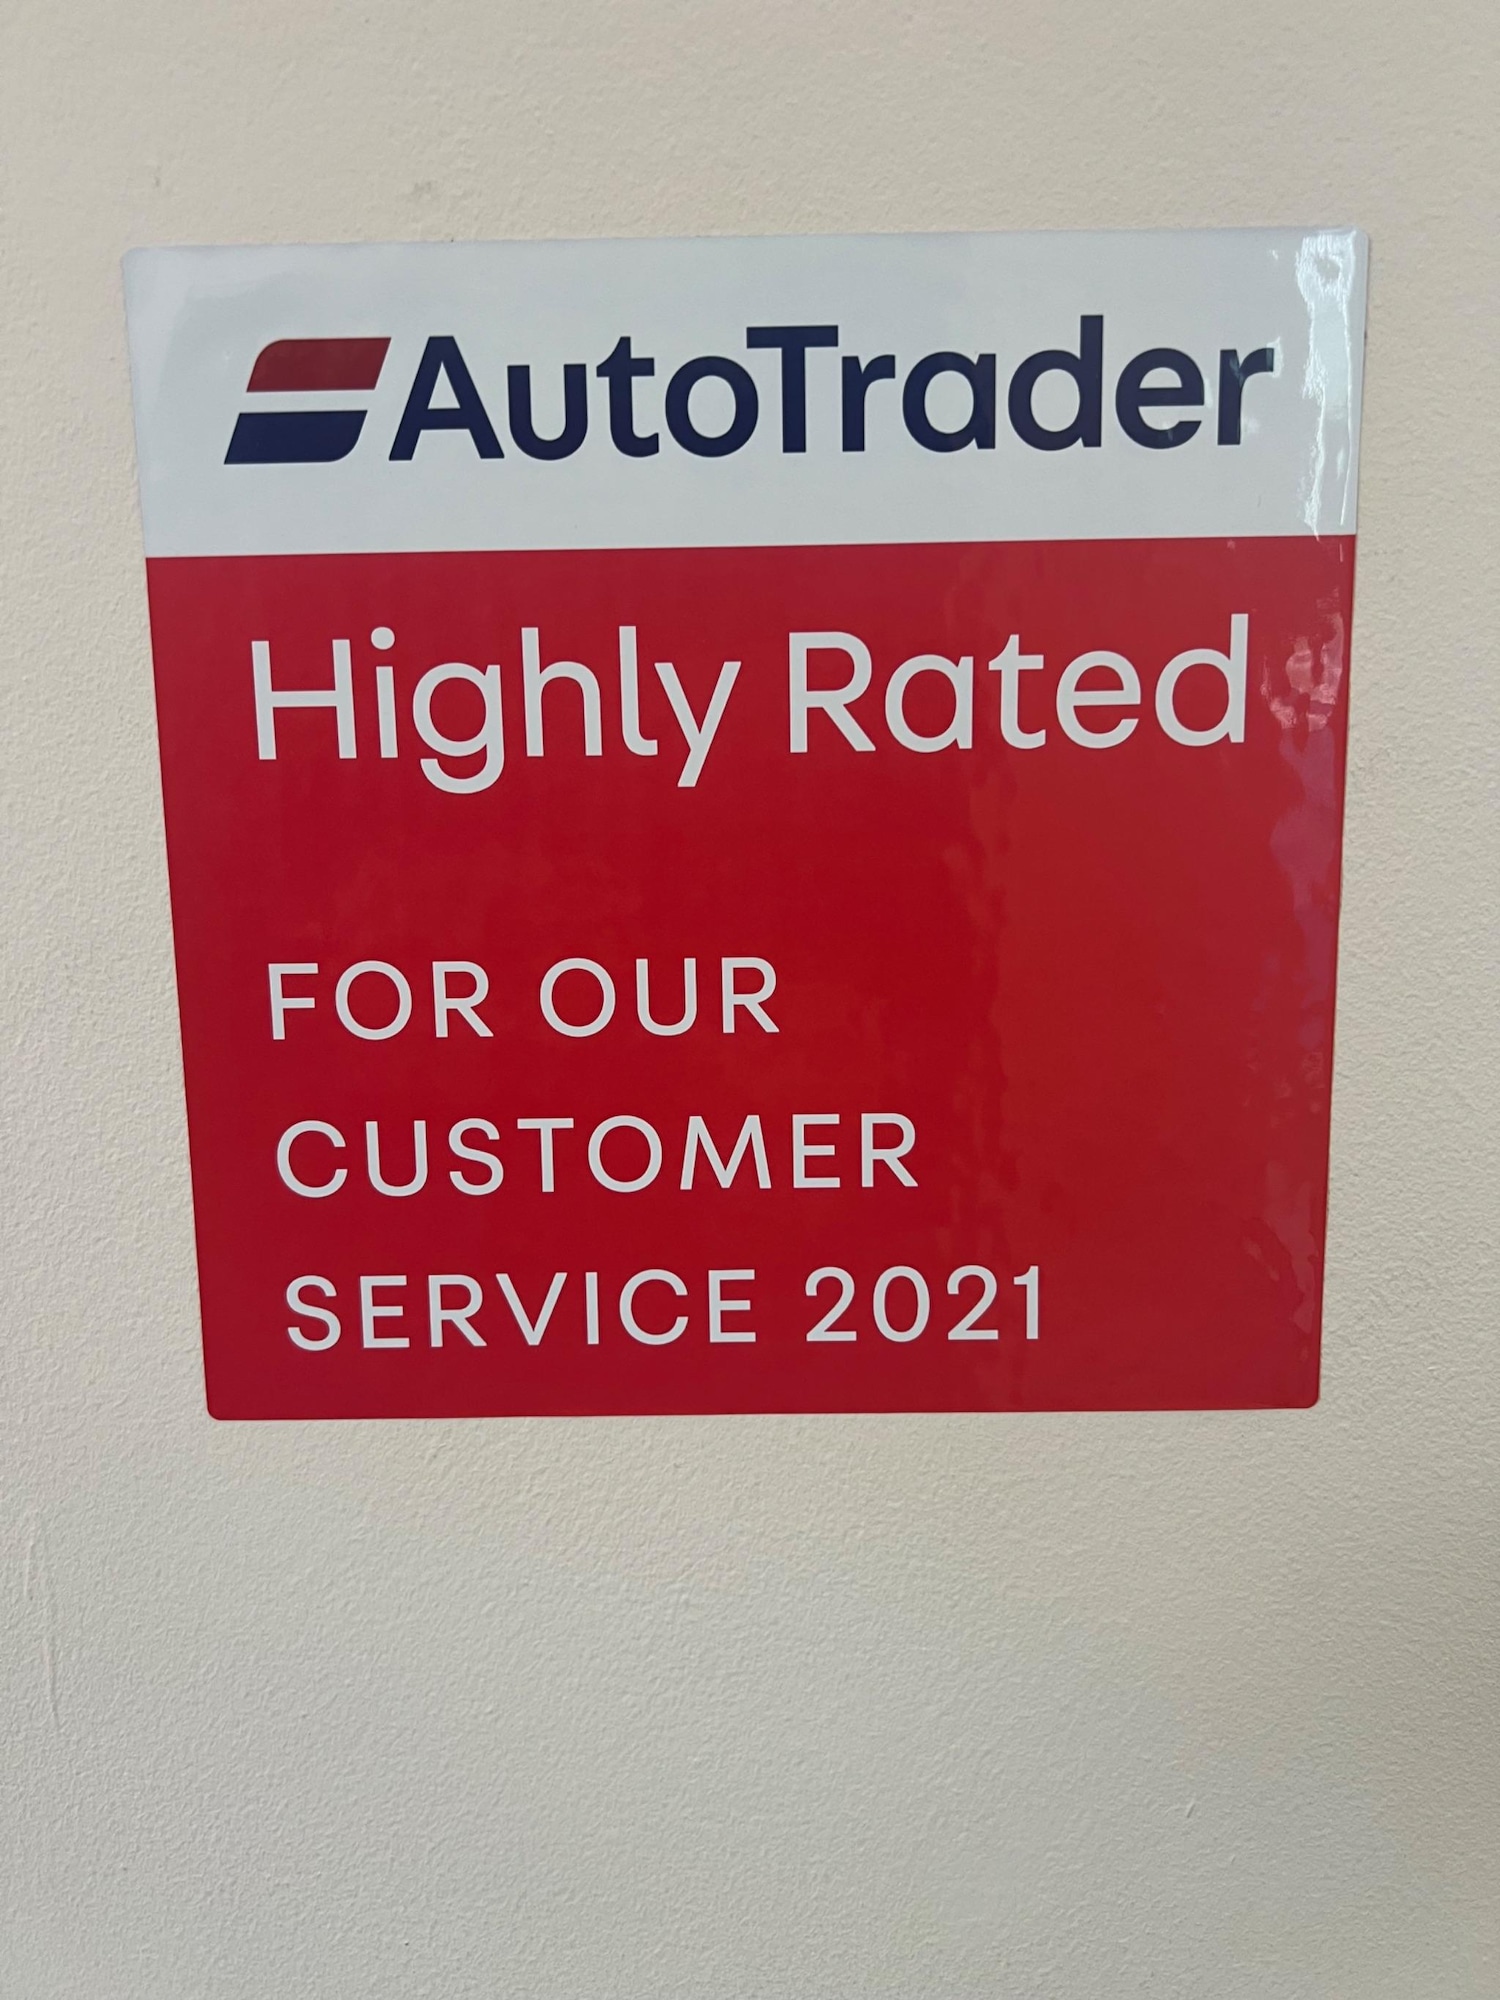 AutoTrader
Highly Rated
FOR OUR
CUSTOMER
SERVICE 2021